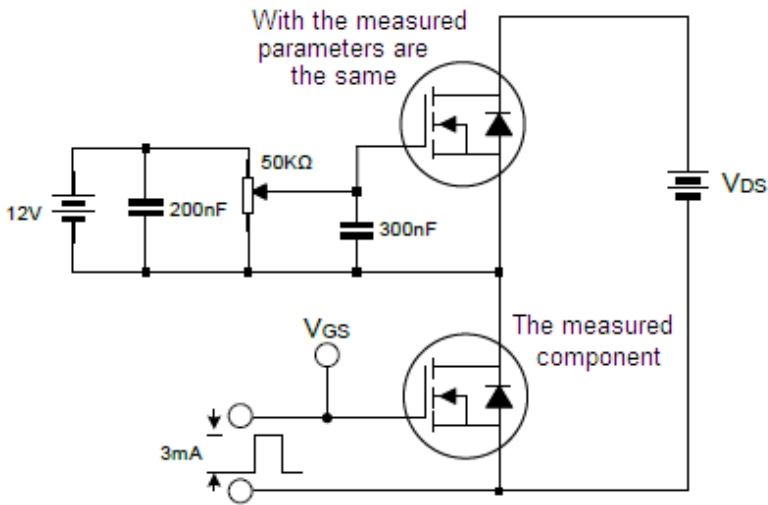 With the measured
parameters are
the same
50KΩ
12V
200nF
300nF
VDS
VGS
The measured
component
3mA